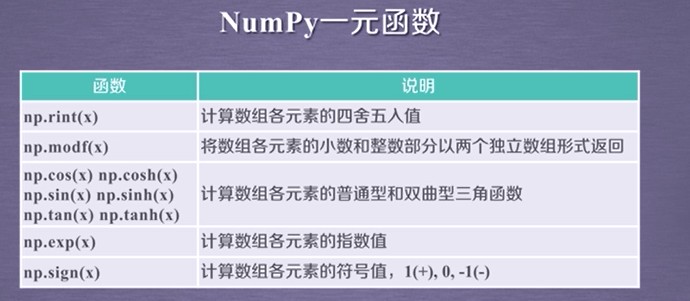 NumPy一元函数
函数 说明
np.rint(x) 计算数组各元素的四舍五入值
np.modf(x) 将数组各元素的小数和整数部分以两个独立数组形式返回
np.cos(x) np.cosh(x)
np.sin(x) np.sinh(x) 计算数组各元素的普通型和双曲型三角函数
np.tan(x) np.tanh(x)
np.exp(x) 计算数组各元素的指数值
np.sign(x) 计算数组各元素的符号值，1(+), 0, -1(-)